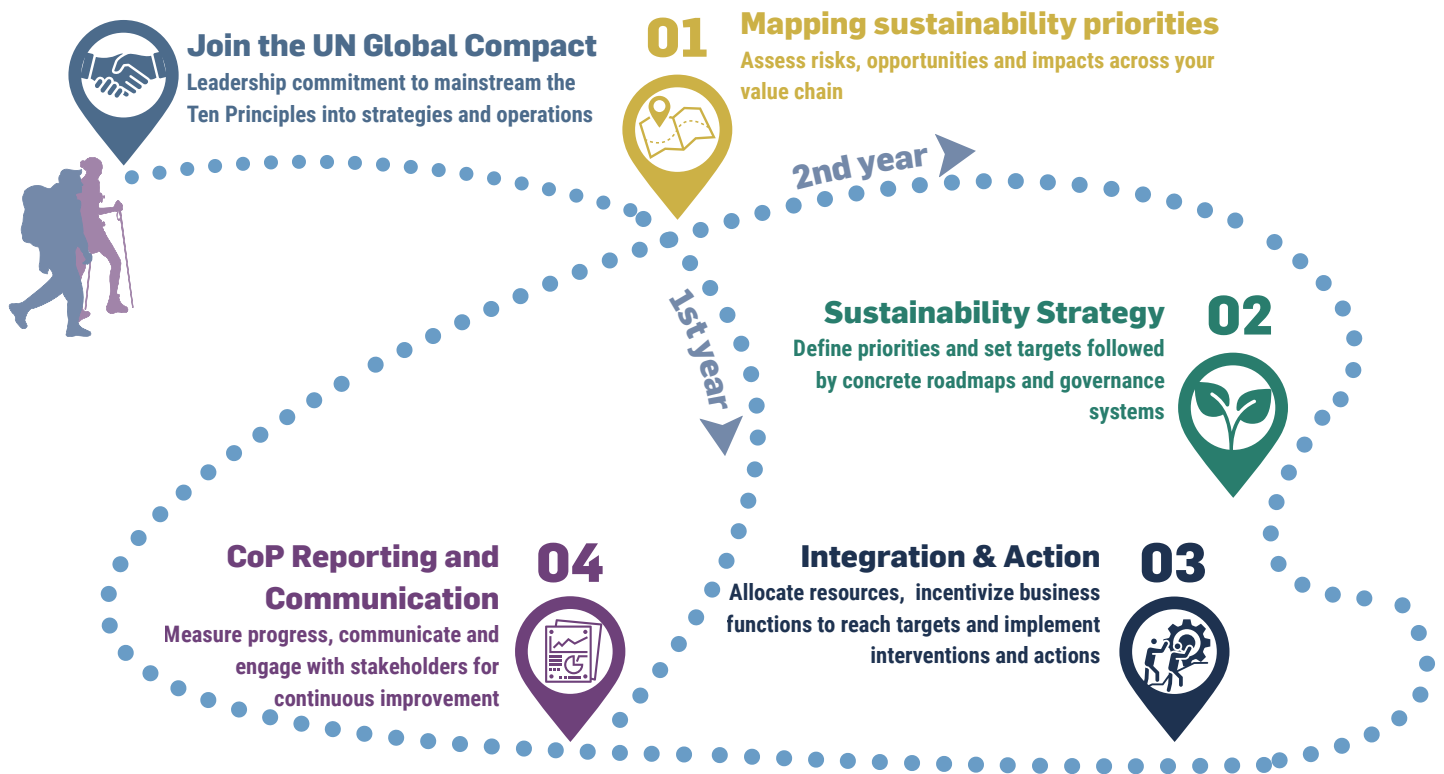 Join the UN Global Compact
Leadership commitment to mainstream the
Ten Principles into strategies and operations
01
Mapping sustainability priorities
Assess risks, opportunities and impacts across your
value chain
2nd year
1st year
Sustainability Strategy
02
Define priorities and set targets followed
by concrete roadmaps and governance
systems
CoP Reporting and
Communication
04
Measure progress, communicate and
engage with stakeholders for
continuous improvement
Integration & Action
03
Allocate resources,  incentivize business
functions to reach targets and implement
interventions and actions